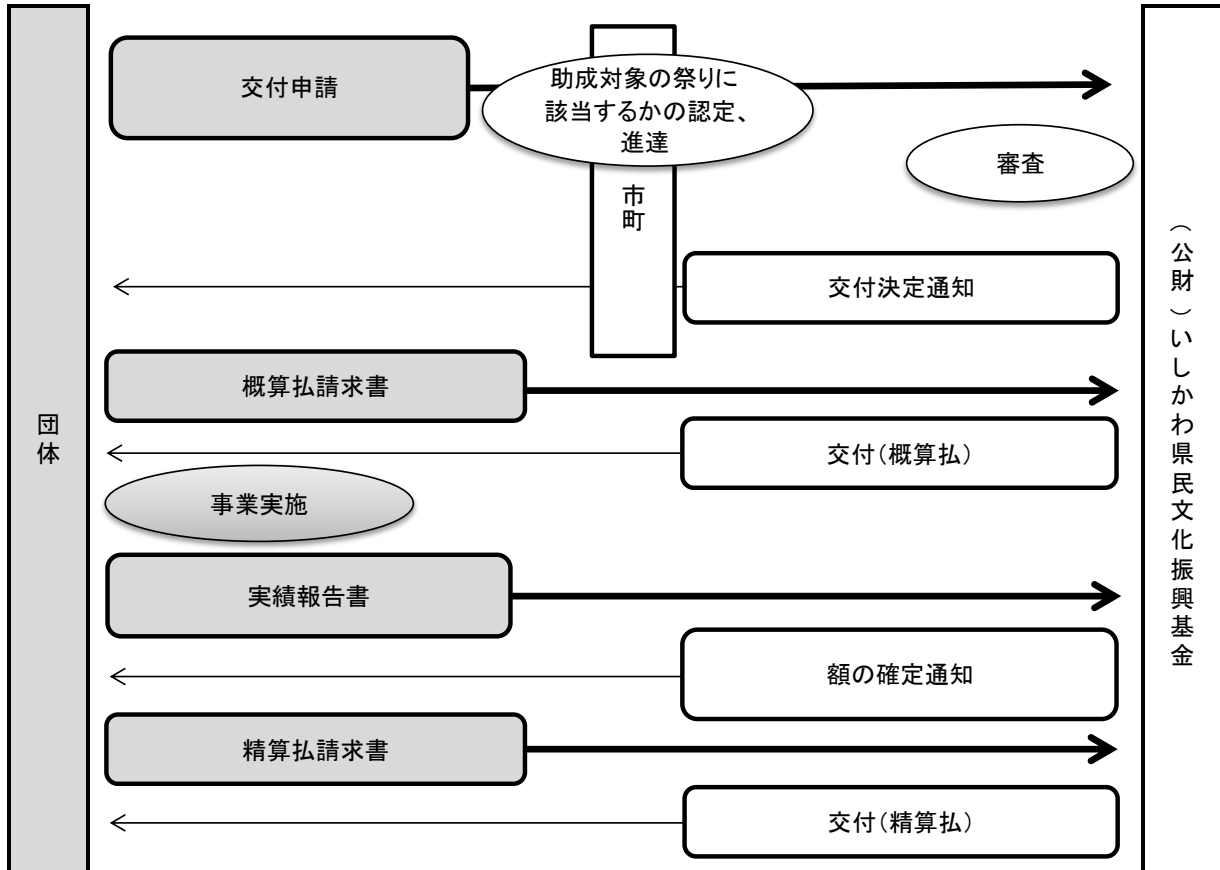 交付申請
助成対象の祭りに
該当するかの認定、
進達
審査
市町
交付決定通知
概算払請求書
交付（概算払）
事業実施
実績報告書
額の確定通知
精算払請求書
交付（精算払）
団体
（公財）いしかわ県民文化振興基金